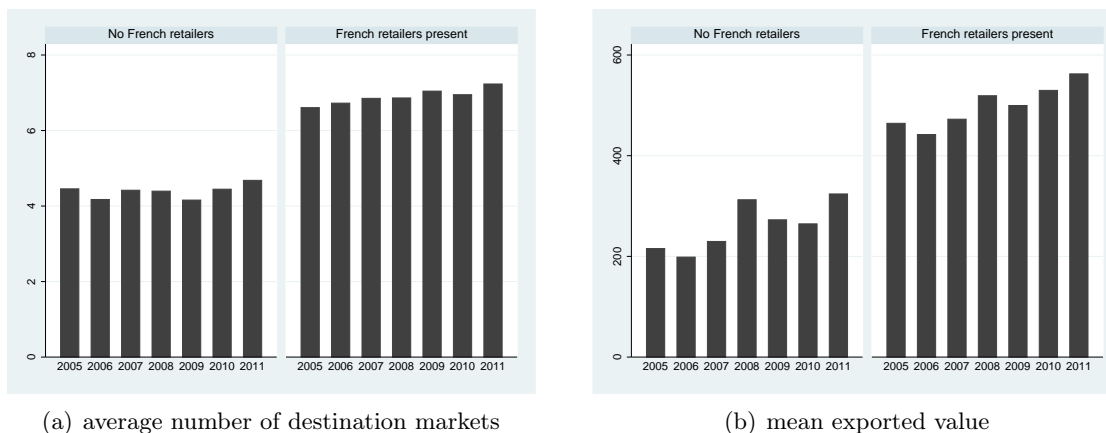 No French retailers
French retailers present
8
6
4
2
0
2005 2006 2007 2008 2009 2010 2011
2005 2006 2007 2008 2009 2010 2011
(a) average number of destination markets
No French retailers
French retailers present
600
400
200
0
2005 2006 2007 2008 2009 2010 2011
2005 2006 2007 2008 2009 2010 2011
(b) mean exported value